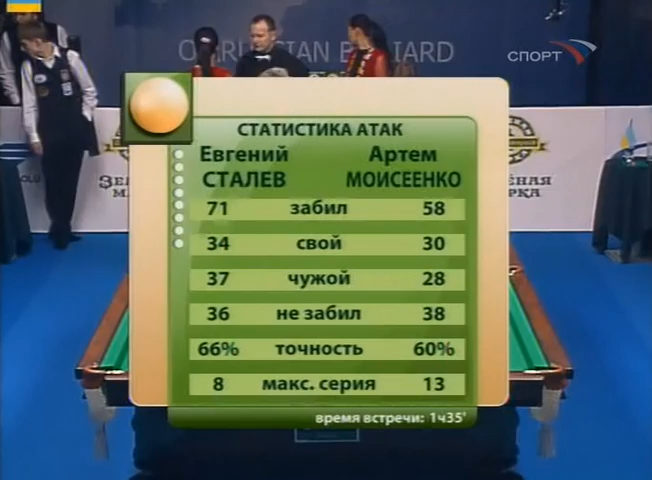 СПОРТ
СТАТИСТИКА АТАК
Евгений Артем
СТАЛЕВ МОИСЕЕНКО
71 забил 58
34 свой 30
37 чужой 28
36 не забил 38
66% точность 60%
8 макс. серия 13
время встречи: 1ч35'